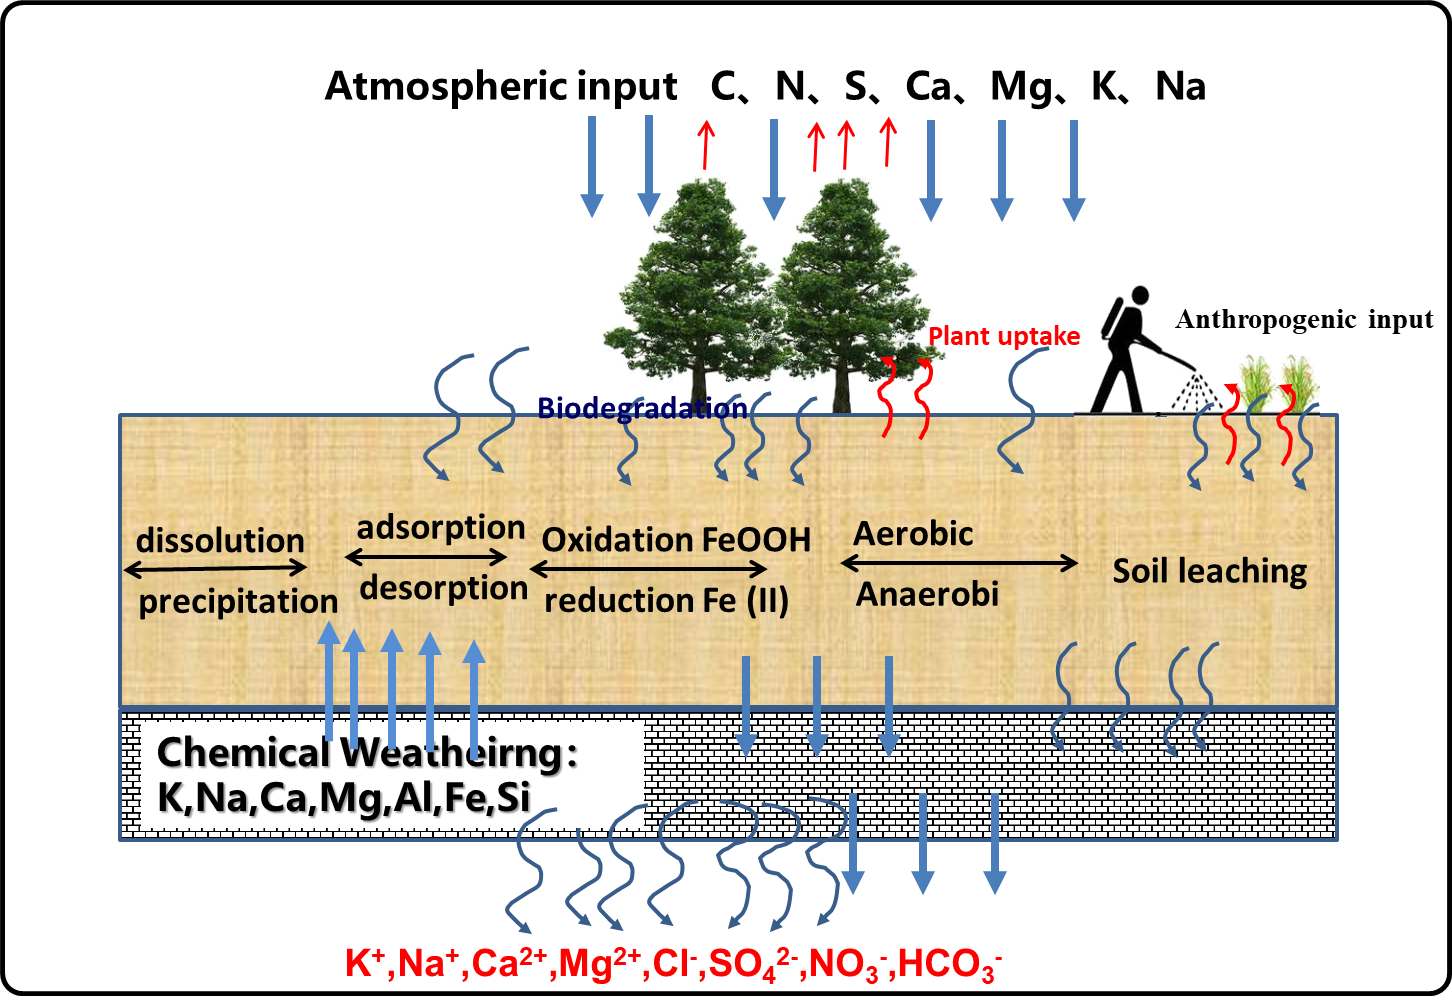 Atmospheric input C、N、S、Ca、Mg、K、Na
Anthropogenic input
Plant uptake
Biodegradation
dissolution
precipitation
adsorption
desorption
Oxidation FeOOH
reduction Fe (II)
Aerobic
Anaerobi
Soil leaching
Chemical Weatheirng：
K,Na,Ca,Mg,Al,Fe,Si
K⁺,Na⁺,Ca²⁺,Mg²⁺,Cl⁻,SO₄²⁻,NO₃⁻,HCO₃⁻